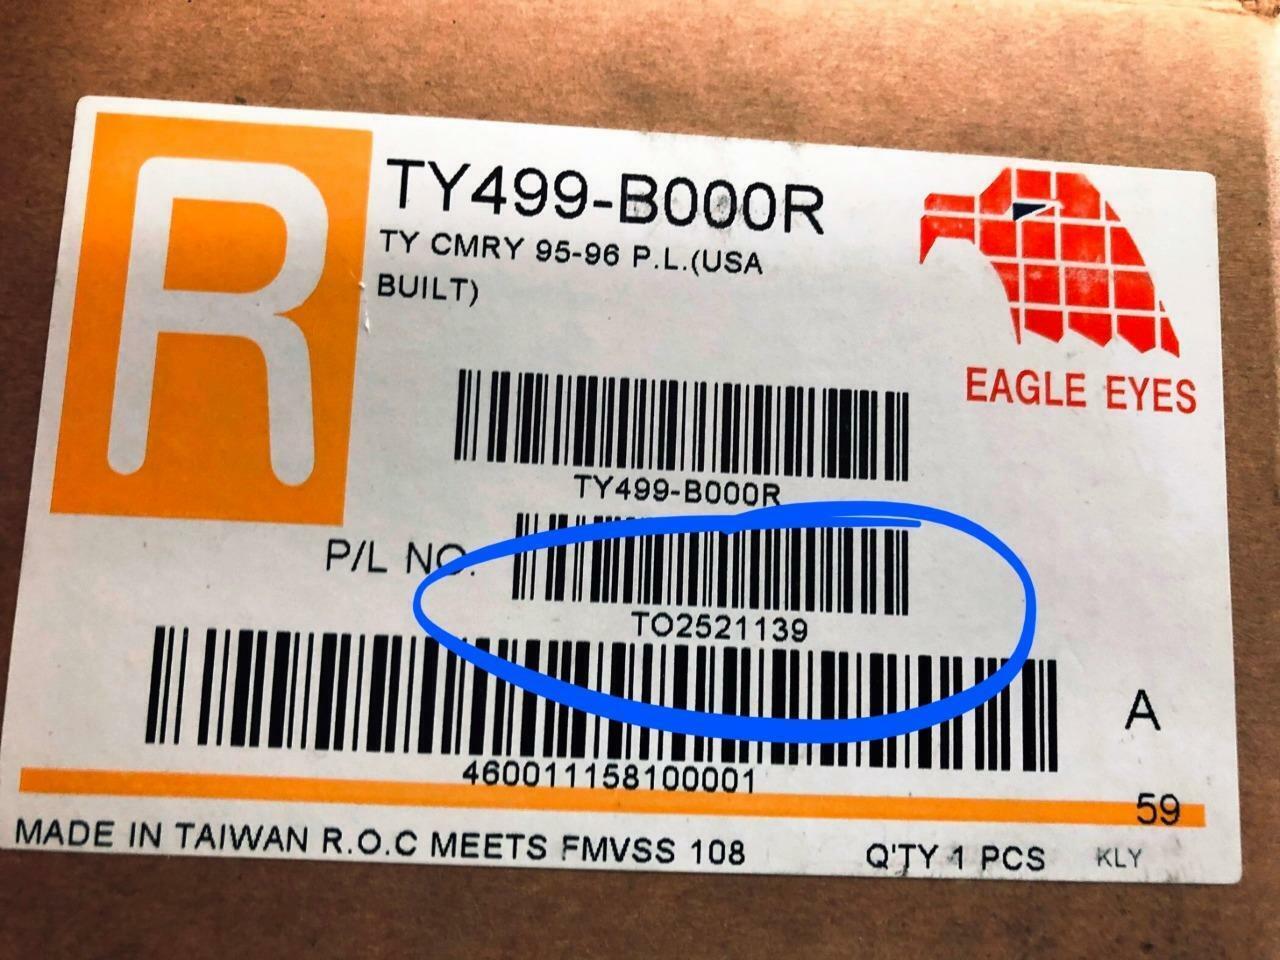 R
TY499-B000R
TY CMRY 95-96 P.L.(USA
BUILT)
EAGLE EYES
TY499-B000R
P/L NO.
TO2521139
A
460011158100001
59
MADE IN TAIWAN R.O.C MEETS FMVSS 108
Q'TY 1 PCS
KLY